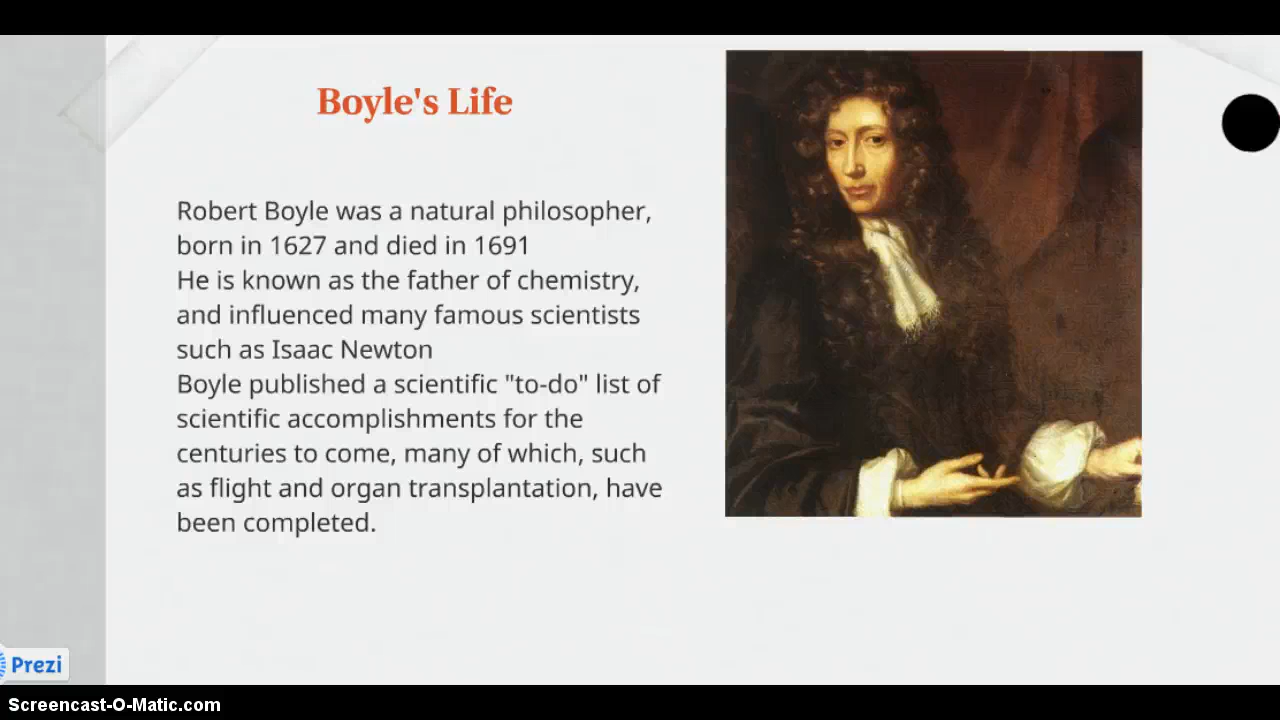 Boyle's Life
Robert Boyle was a natural philosopher,
born in 1627 and died in 1691
He is known as the father of chemistry,
and influenced many famous scientists
such as Isaac Newton
Boyle published a scientific "to-do" list of
scientific accomplishments for the
centuries to come, many of which, such
as flight and organ transplantation, have
been completed.
Prezi
Screencast-O-Matic.com